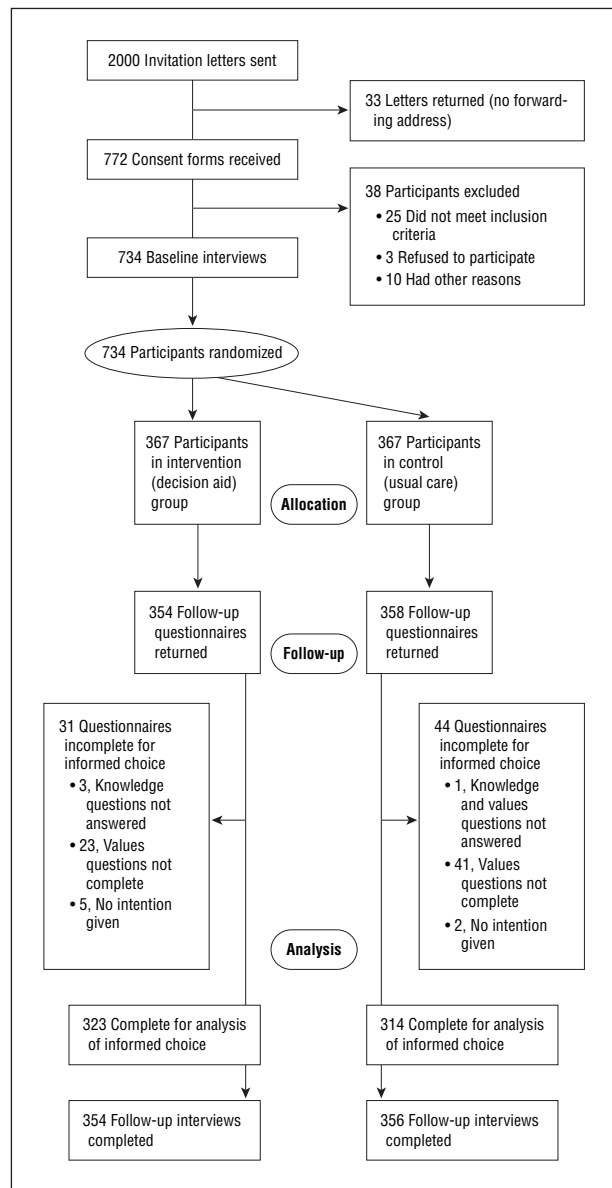 2000 Invitation letters sent
33 Letters returned (no forward-
ing address)
772 Consent forms received
38 Participants excluded
• 25 Did not meet inclusion
criteria
• 3 Refused to participate
• 10 Had other reasons
734 Baseline interviews
734 Participants randomized
367 Participants
in intervention
(decision aid)
group
367 Participants
in control
(usual care)
group
Allocation
354 Follow-up
questionnaires
returned
358 Follow-up
questionnaires
returned
Follow-up
31 Questionnaires
incomplete for
informed choice
• 3, Knowledge
questions not
answered
• 23, Values
questions not
complete
• 5, No intention
given
44 Questionnaires
incomplete for
informed choice
• 1, Knowledge
and values
questions not
answered
• 41, Values
questions not
complete
• 2, No intention
given
Analysis
323 Complete for analysis
of informed choice
314 Complete for analysis
of informed choice
354 Follow-up interviews
completed
356 Follow-up interviews
completed